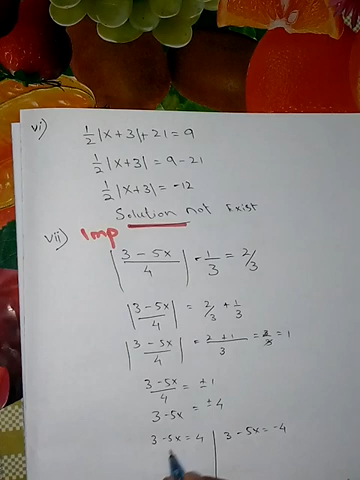 vi)
½|x+3|+21=9
½|x+3| = 9-21
½|x+3| = -12
Solution not Exist
vii) Imp
|3-5x/4| - 1/3 = 2/3
|3-5x/4| = 2/3 + 1/3
|3-5x/4| = 2+1/3 = 3/3 = 1
3-5x/4 = ±1
3-5x = ±4
3-5x=4 | 3-5x=-4